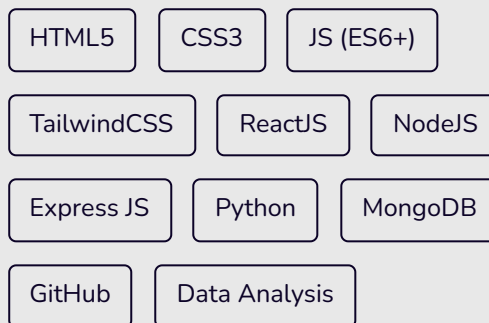 HTML5 CSS3 JS (ES6+)
TailwindCSS ReactJS NodeJS
Express JS Python MongoDB
GitHub Data Analysis